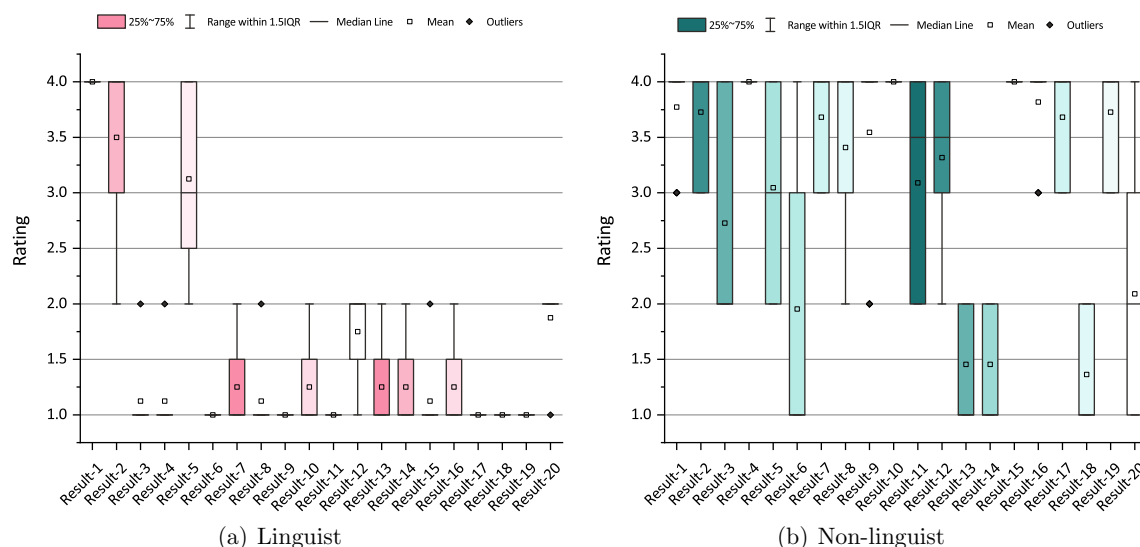 25%~75% Range within 1.5IQR Median Line Mean Outliers
Rating
4.0
3.5
3.0
2.5
2.0
1.5
1.0
Result-1 Result-2 Result-3 Result-4 Result-5 Result-6 Result-7 Result-8 Result-9 Result-10 Result-11 Result-12 Result-13 Result-14 Result-15 Result-16 Result-17 Result-18 Result-19 Result-20
(a) Linguist
25%~75% Range within 1.5IQR Median Line Mean Outliers
Rating
4.0
3.5
3.0
2.5
2.0
1.5
1.0
Result-1 Result-2 Result-3 Result-4 Result-5 Result-6 Result-7 Result-8 Result-9 Result-10 Result-11 Result-12 Result-13 Result-14 Result-15 Result-16 Result-17 Result-18 Result-19 Result-20
(b) Non-linguist